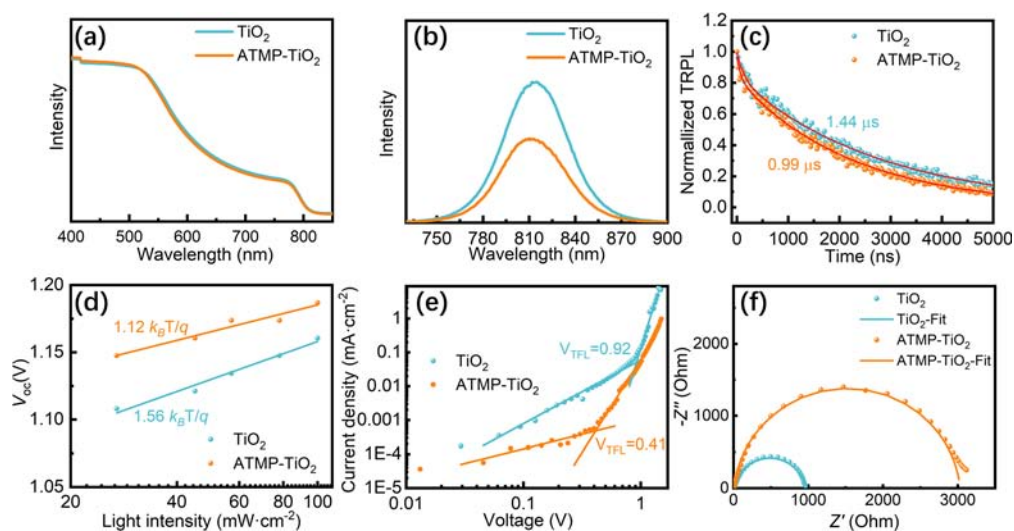 (a)
TiO2
ATMP-TiO2
Intensity
400 500 600 700 800
Wavelength (nm)
(b)
TiO2
ATMP-TiO2
Intensity
750 780 810 840 870 900
Wavelength (nm)
(c)
TiO2
ATMP-TiO2
1.44 μs
0.99 μs
Normallized TRPL
1.0
0.8
0.6
0.4
0.2
0.0
0 1000 2000 3000 4000 5000
Time (ns)
(d)
1.12 kBT/q
1.56 kBT/q
TiO2
ATMP-TiO2
Voc(V)
1.20
1.15
1.10
1.05
20 40 60 80 100
Light intensity (mW·cm-2)
(e)
TiO2
ATMP-TiO2
VTFL=0.92
VTFL=0.41
Current density (mA·cm-2)
1
0.1
0.01
0.001
1E-4
1E-5
0.1 1
Voltage (V)
(f)
TiO2
TiO2-Fit
ATMP-TiO2
ATMP-TiO2-Fit
-Z'' (Ohm)
2000
1000
0
0 1000 2000 3000
Z' (Ohm)